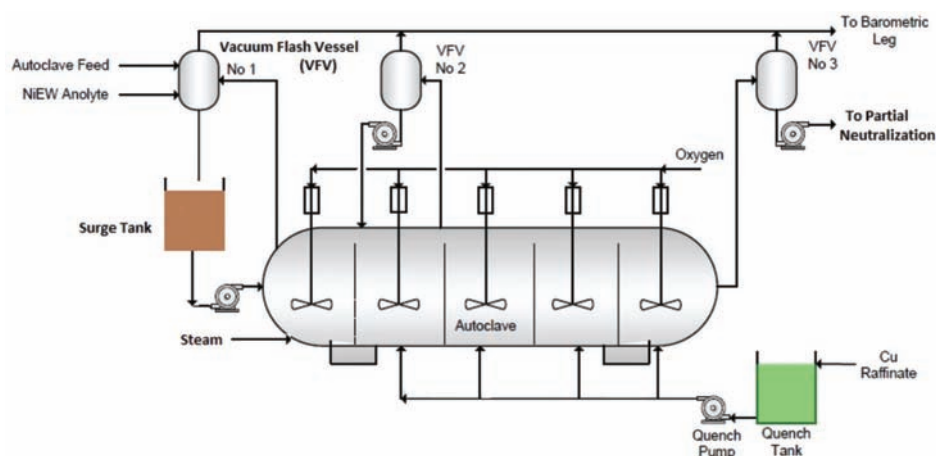 To Barometric
Leg
Vacuum Flash Vessel
(VFV)
VFV
No 2
VFV
No 3
No 1
Autoclave Feed
NiEW Anolyte
To Partial
Neutralization
Oxygen
Surge Tank
Autoclave
Steam
Cu
Raffinate
Quench
Pump
Quench
Tank